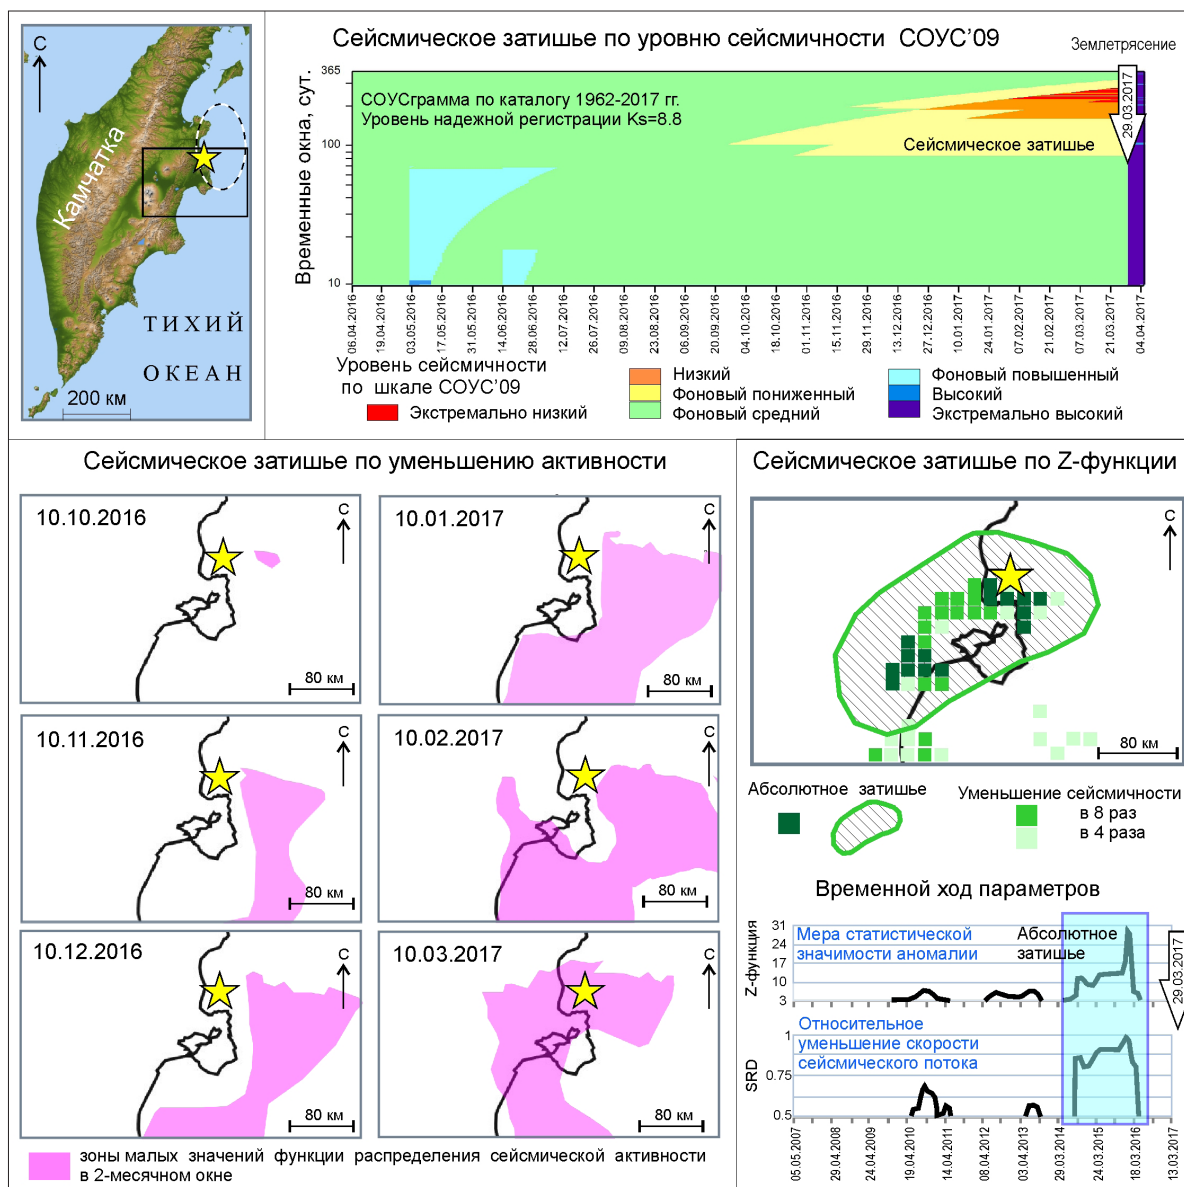 С
Камчатка
ТИХИЙ
ОКЕАН
200 км
Сейсмическое затишье по уровню сейсмичности СОУС'09
Землетрясение
29.03.2017
Временные окна, сут.
365
100
10
СОУСграмма по каталогу 1962-2017 гг.
Уровень надежной регистрации Ks=8.8
Сейсмическое затишье
06.04.2016
19.04.2016
03.05.2016
17.05.2016
31.05.2016
14.06.2016
28.06.2016
12.07.2016
26.07.2016
09.08.2016
23.08.2016
06.09.2016
20.09.2016
04.10.2016
18.10.2016
01.11.2016
15.11.2016
29.11.2016
13.12.2016
27.12.2016
10.01.2017
24.01.2017
07.02.2017
21.02.2017
07.03.2017
21.03.2017
04.04.2017
Уровень сейсмичности
по шкале СОУС'09
Экстремально низкий
Низкий
Фоновый пониженный
Фоновый средний
Фоновый повышенный
Высокий
Экстремально высокий
Сейсмическое затишье по уменьшению активности
10.10.2016
С
80 км
10.01.2017
С
80 км
10.11.2016
С
80 км
10.02.2017
С
80 км
10.12.2016
С
80 км
10.03.2017
С
80 км
зоны малых значений функции распределения сейсмической активности
в 2-месячном окне
Сейсмическое затишье по Z-функции
С
80 км
Абсолютное затишье
Уменьшение сейсмичности
в 8 раз
в 4 раза
Временной ход параметров
Z-функция
31
24
17
10
3
Мера статистической
значимости аномалии
Абсолютное
затишье
29.03.2017
SRD
1
0.75
0.5
Относительное
уменьшение скорости
сейсмического потока
05.05.2007
29.04.2008
24.04.2009
19.04.2010
14.04.2011
08.04.2012
03.04.2013
29.03.2014
24.03.2015
18.03.2016
13.03.2017